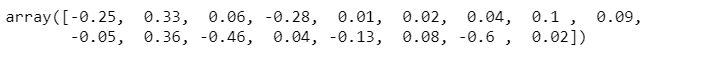 array([-0.25,  0.33,  0.06, -0.28,  0.01,  0.02,  0.04,  0.1 ,  0.09,
       -0.05,  0.36, -0.46,  0.04, -0.13,  0.08, -0.6 ,  0.02])